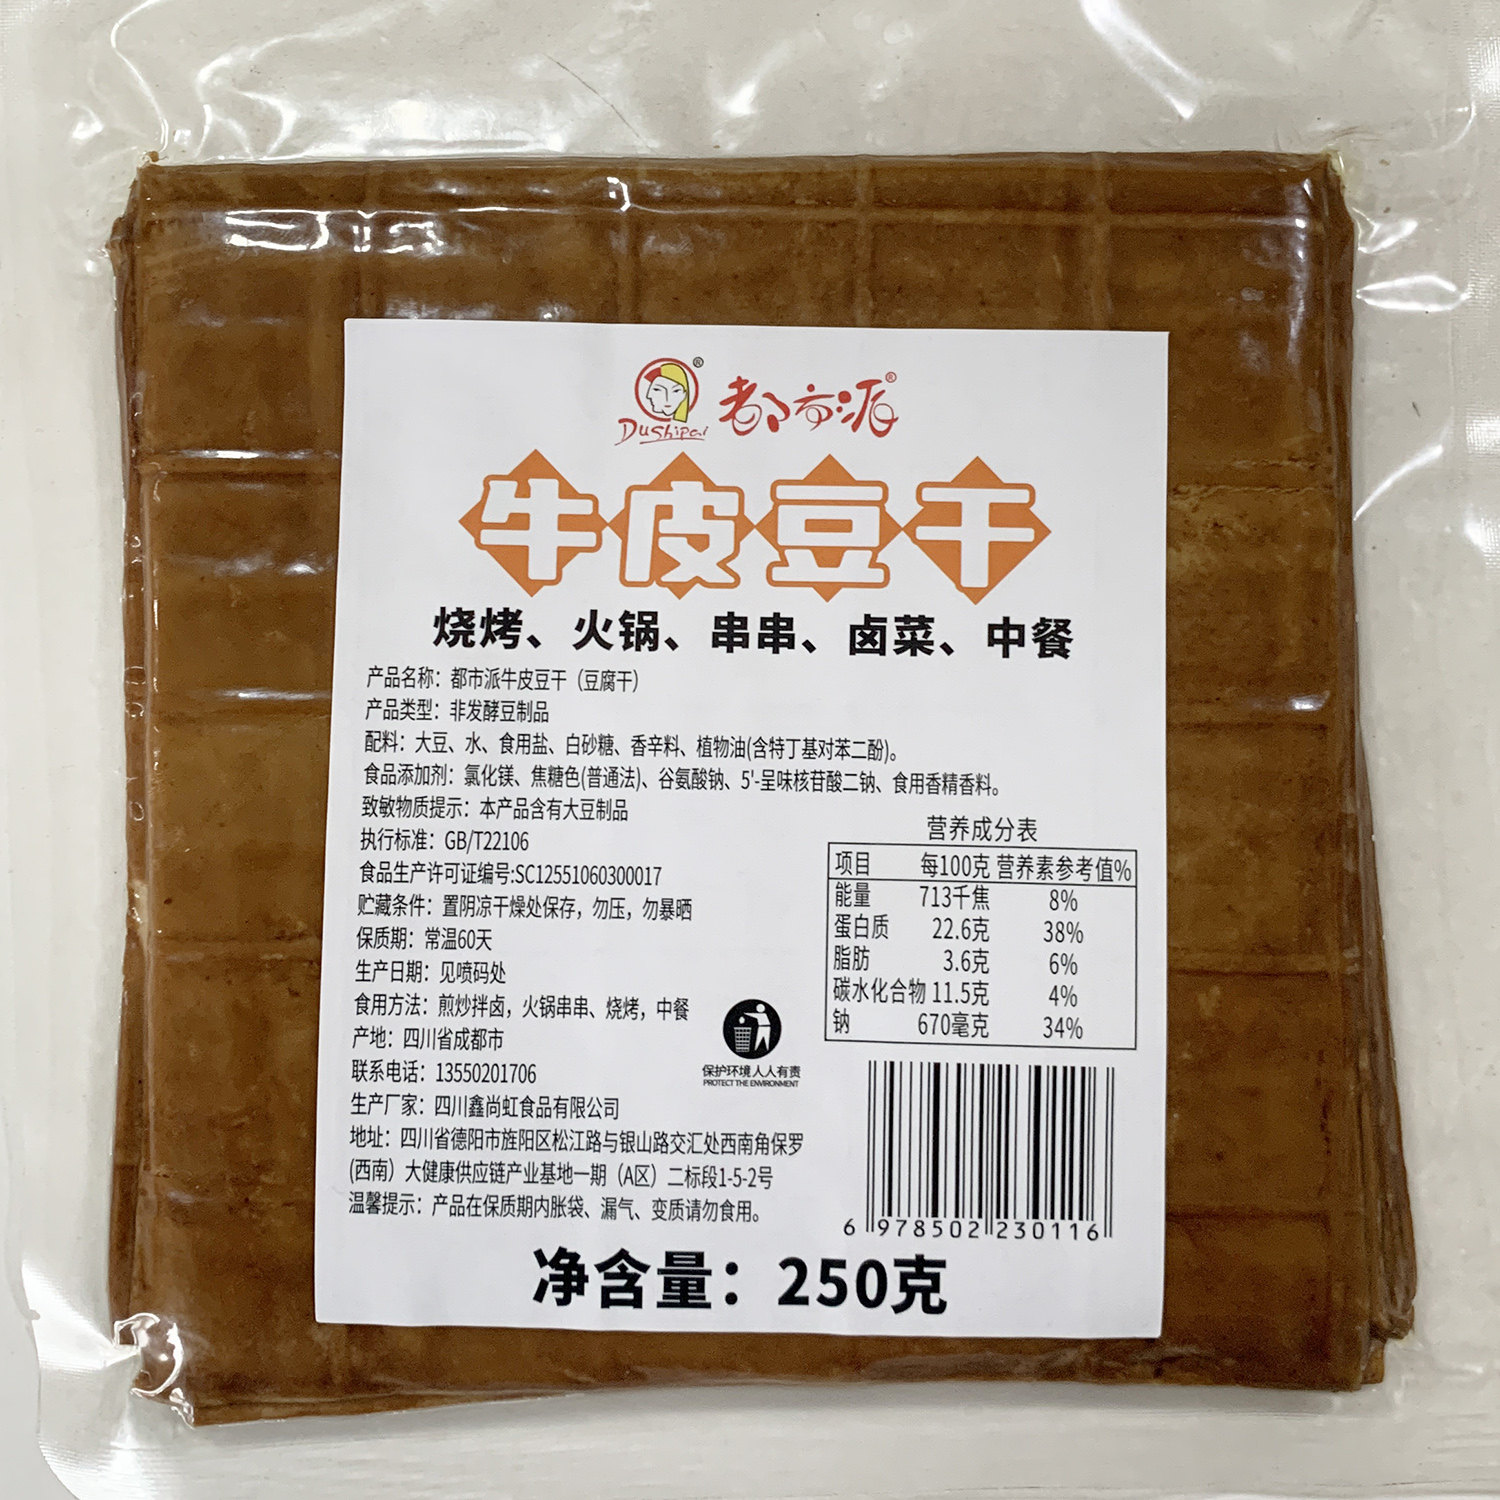 Dushipai® 都市派®
牛皮豆干
烧烤、火锅、串串、卤菜、中餐
产品名称：都市派牛皮豆干（豆腐干）
产品类型：非发酵豆制品
配料：大豆、水、食用盐、白砂糖、香辛料、植物油(含特丁基对苯二酚)。
食品添加剂：氯化镁、焦糖色(普通法)、谷氨酸钠、5'-呈味核苷酸二钠、食用香精香料。
致敏物质提示：本产品含有大豆制品
执行标准：GB/T22106
食品生产许可证编号:SC12551060300017
贮藏条件：置阴凉干燥处保存，勿压，勿暴晒
保质期：常温60天
生产日期：见喷码处
食用方法：煎炒拌卤，火锅串串、烧烤，中餐
产地：四川省成都市
联系电话：13550201706
生产厂家：四川鑫尚虹食品有限公司
地址：四川省德阳市旌阳区松江路与银山路交汇处西南角保罗
(西南）大健康供应链产业基地一期（A区）二标段1-5-2号
温馨提示：产品在保质期内胀袋、漏气、变质请勿食用。
营养成分表
项目 每100克 营养素参考值%
能量 713千焦 8%
蛋白质 22.6克 38%
脂肪 3.6克 6%
碳水化合物 11.5克 4%
钠 670毫克 34%
保护环境人人有责
PROTECT THE ENVIRONMENT
6 978502 230116
净含量：250克